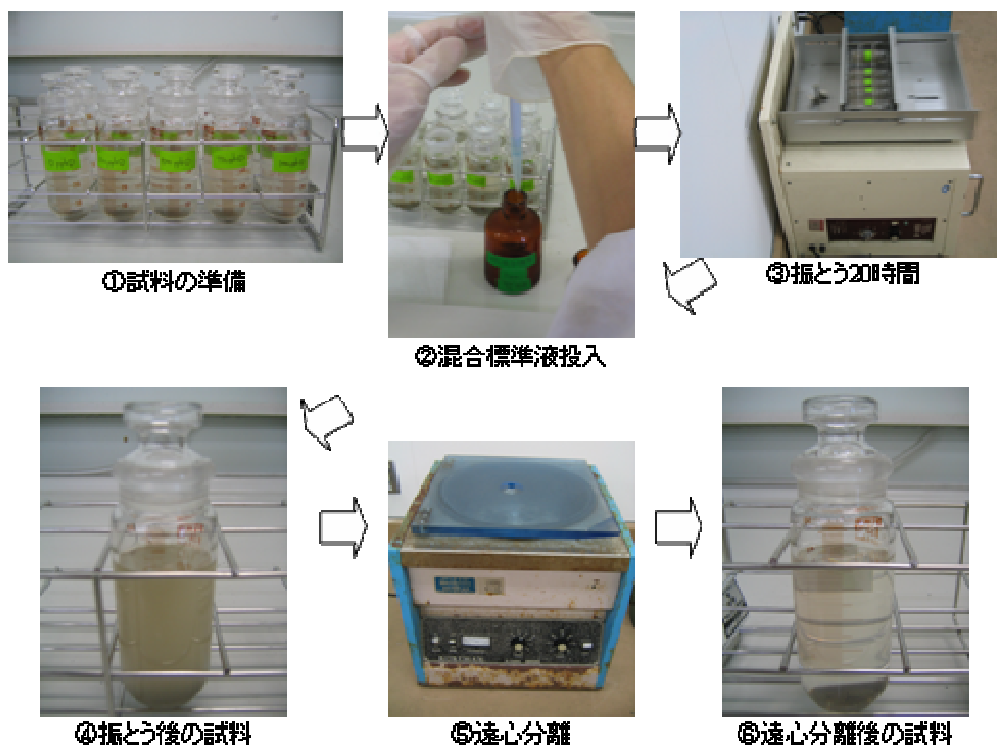 ①試料の準備
②混合標準液投入
③振とう20時間
④振とう後の試料
⑤遠心分離
⑥遠心分離後の試料